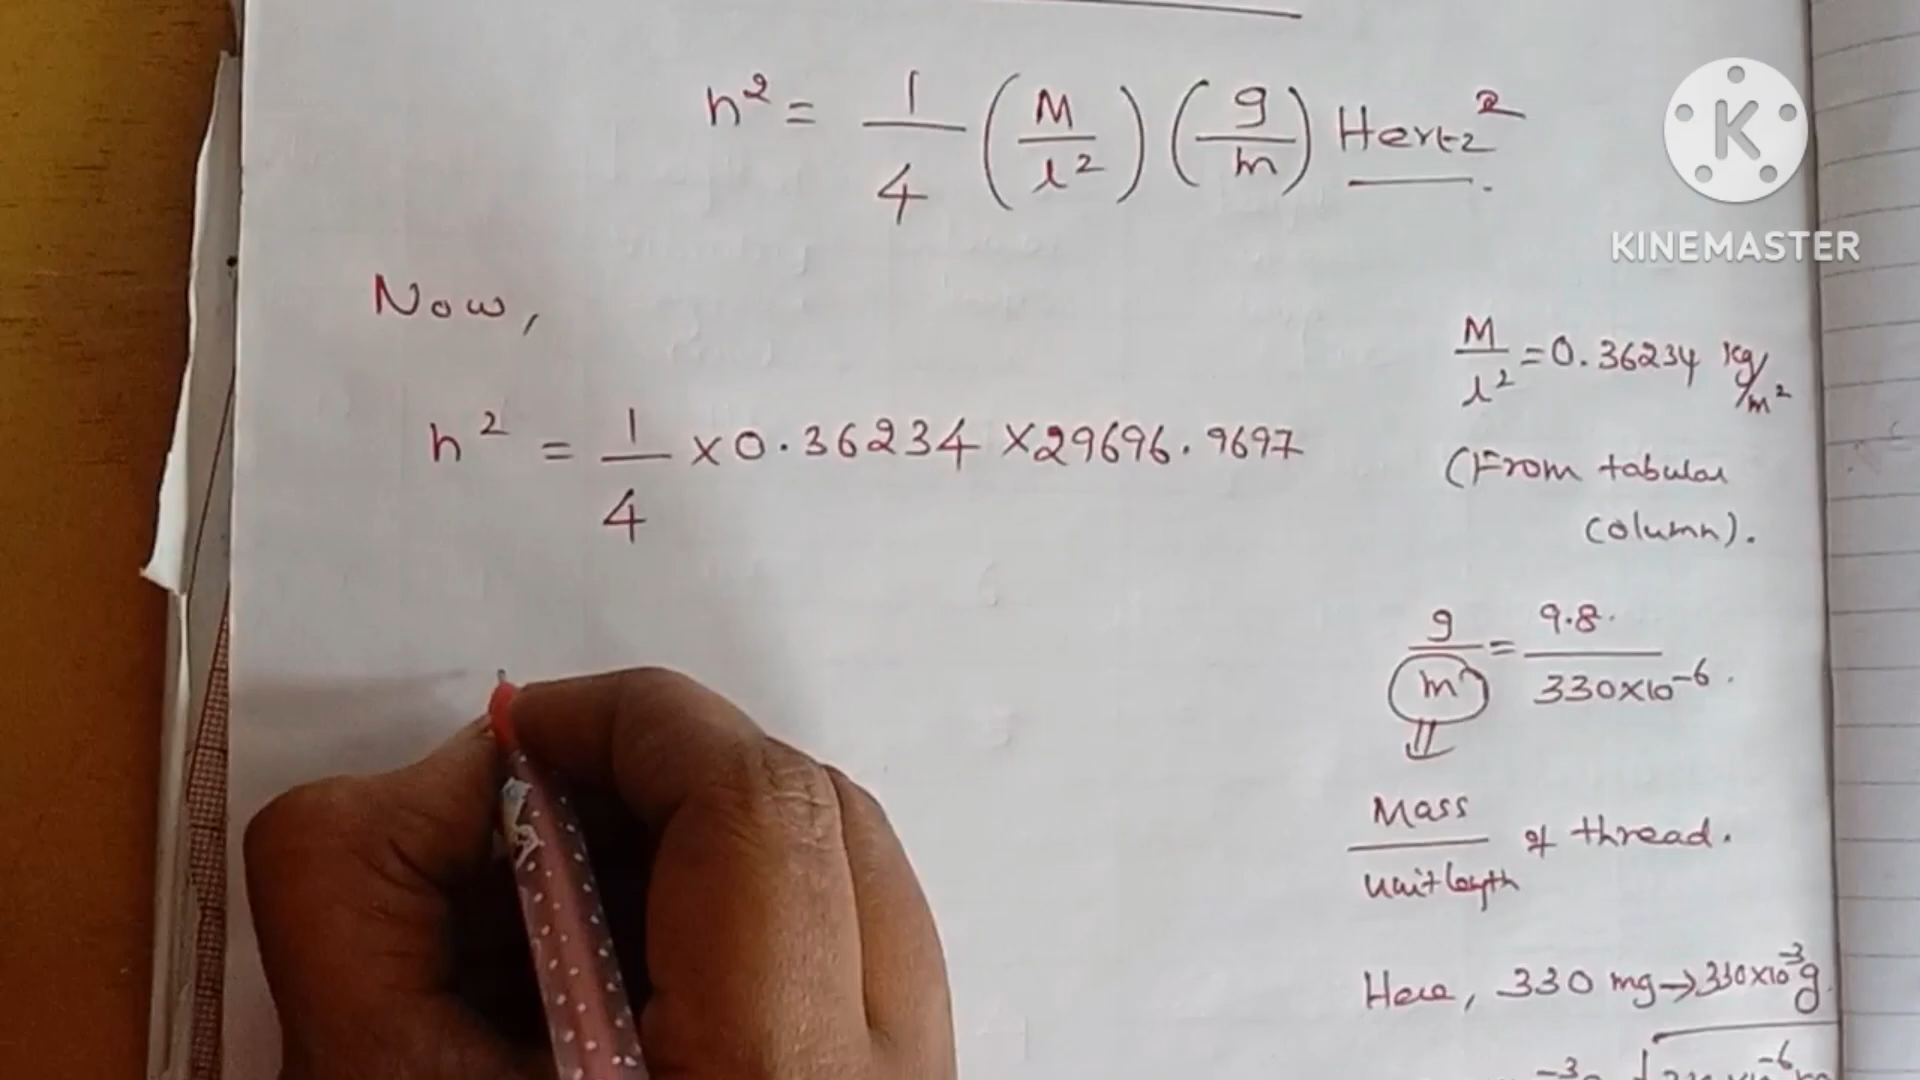 n² = 1/4 (M/l²) (g/m) Hertz².
KINEMASTER
Now,
n² = 1/4 × 0.36234 × 29696.9697
M/l² = 0.36234 kg/m²
(From tabular
column).
g/m = 9.8/330×10⁻⁶.
⇓
Mass/unit length of thread.
Here, 330 mg → 330×10⁻³g